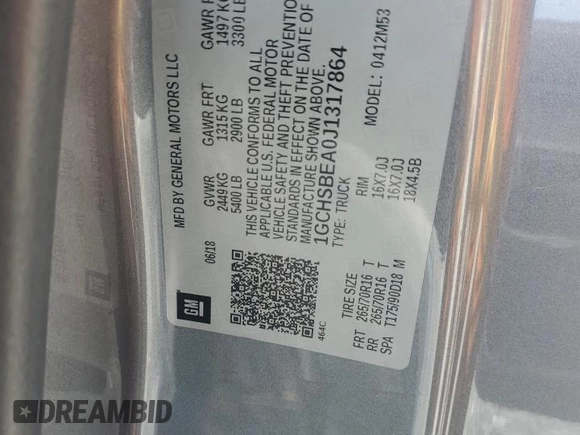 MFD BY GENERAL MOTORS LLC
06/18
GVWR GAWR FRT GAWR
2449 KG 1315 KG 1497 KG
5400 LB 2900 LB 3300 LB
THIS VEHICLE CONFORMS TO ALL
APPLICABLE U.S. FEDERAL MOTOR
VEHICLE SAFETY AND THEFT PREVENTION
STANDARDS IN EFFECT ON THE DATE OF
MANUFACTURE SHOWN ABOVE.
1GCHSBEA0J1317864
TYPE: TRUCK MODEL: 0412M53
GM
464C
TIRE SIZE RIM
FRT 265/70R16 T 16X7.0J
RR 265/70R16 T 16X7.0J
SPA T175/90D18 M 18X4.5B
DREAMBID